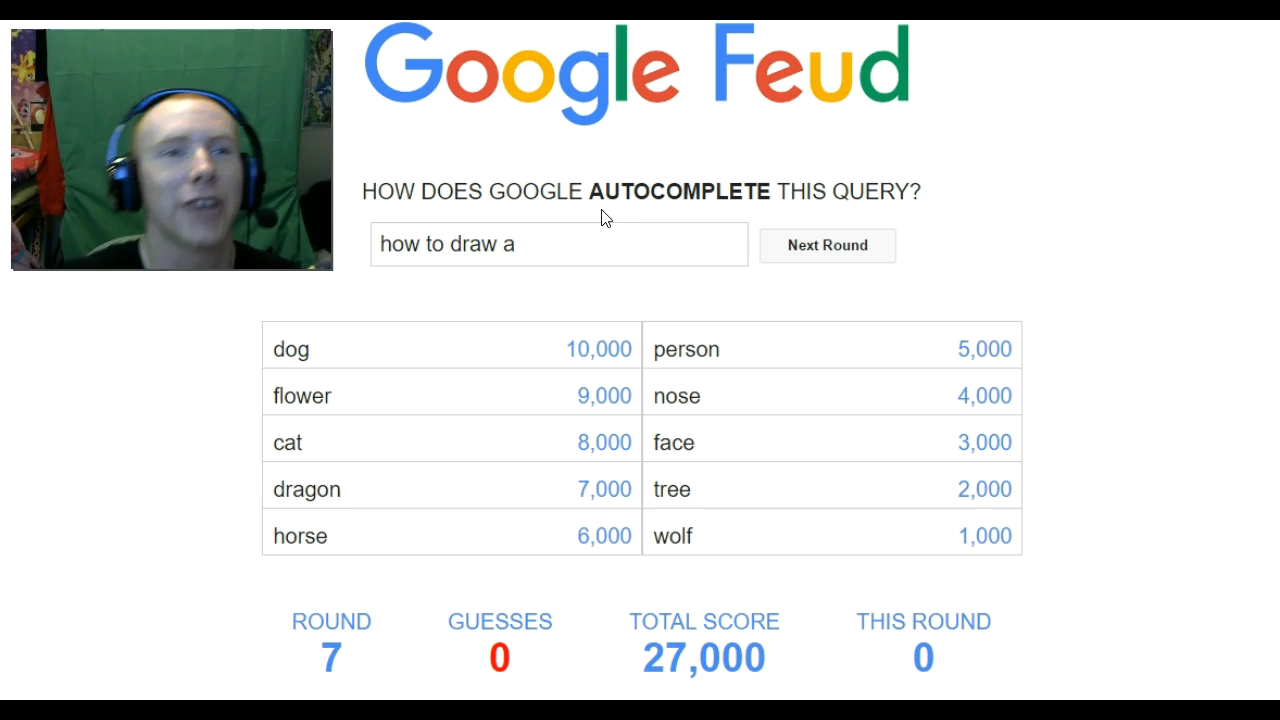 Google Feud
HOW DOES GOOGLE AUTOCOMPLETE THIS QUERY?
how to draw a
Next Round
dog 10,000 person 5,000
flower 9,000 nose 4,000
cat 8,000 face 3,000
dragon 7,000 tree 2,000
horse 6,000 wolf 1,000
ROUND GUESSES TOTAL SCORE THIS ROUND
7 0 27,000 0